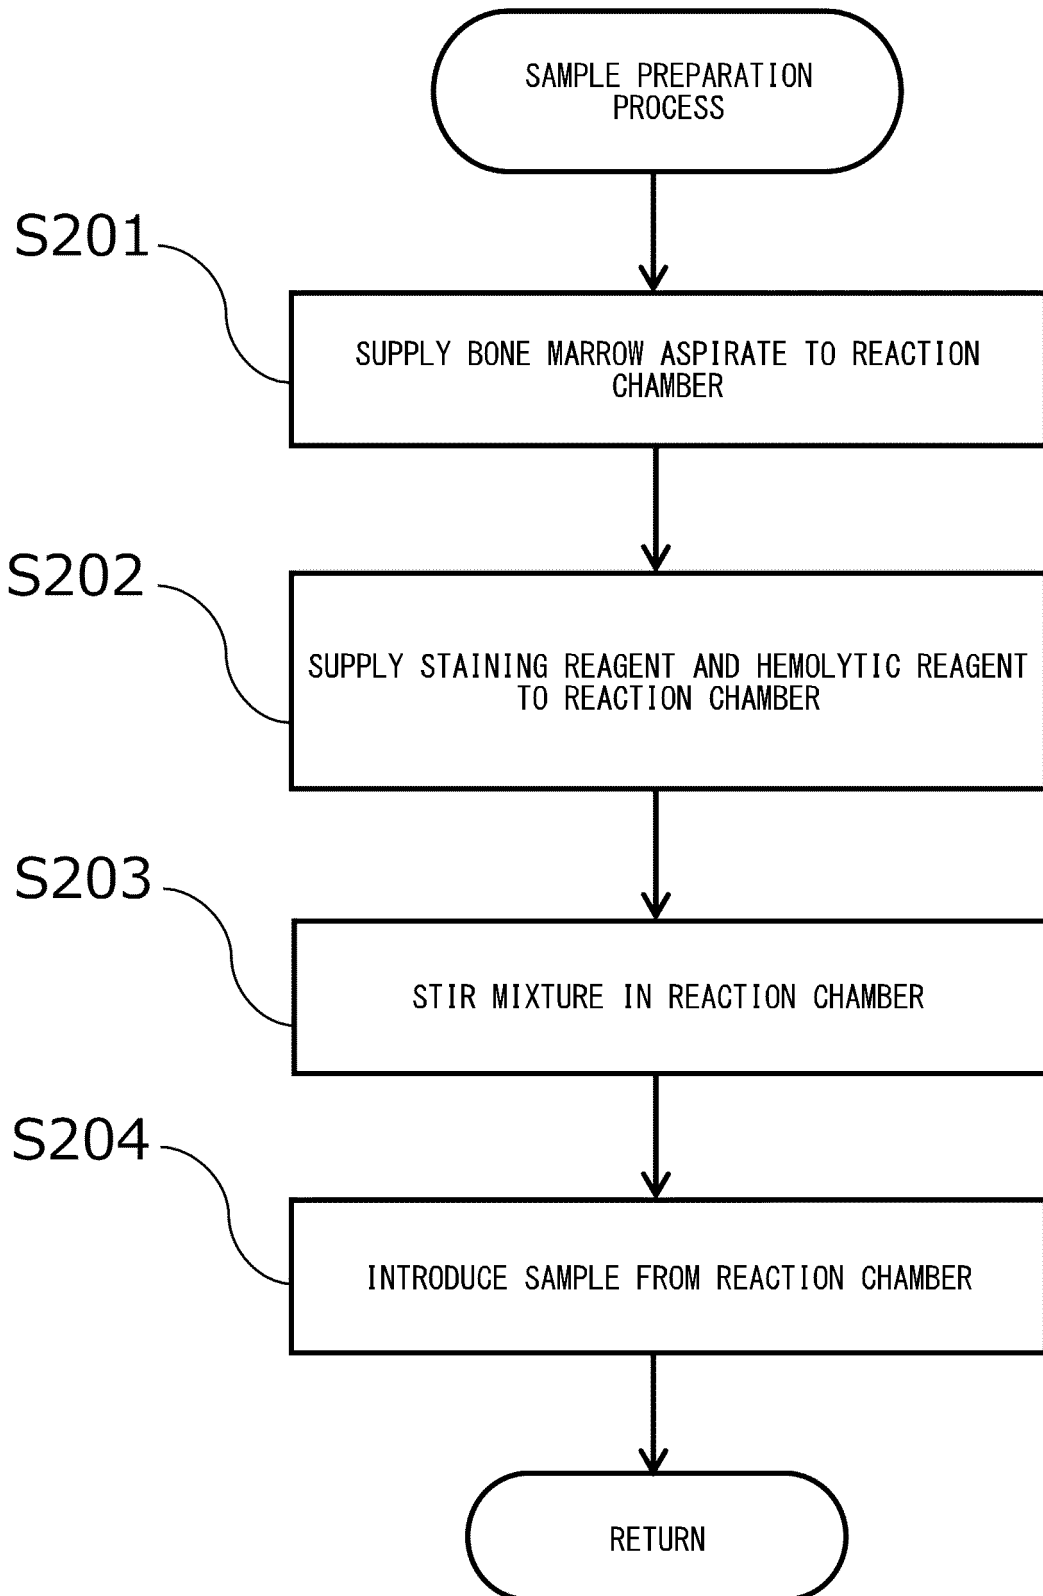 SAMPLE PREPARATION
PROCESS
S201
SUPPLY BONE MARROW ASPIRATE TO REACTION
CHAMBER
S202
SUPPLY STAINING REAGENT AND HEMOLYTIC REAGENT
TO REACTION CHAMBER
S203
STIR MIXTURE IN REACTION CHAMBER
S204
INTRODUCE SAMPLE FROM REACTION CHAMBER
RETURN